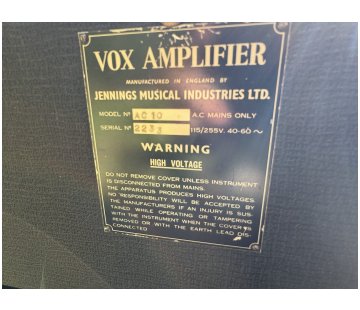 VOX AMPLIFIER
MANUFACTURED IN ENGLAND BY
JENNINGS MUSICAL INDUSTRIES LTD.
MODEL Nº AC 10 A.C MAINS ONLY
SERIAL Nº 2233 115/255V. 40-60 ~
WARNING
HIGH VOLTAGE
DO NOT REMOVE COVER UNLESS INSTRUMENT
IS DISCONNECTED FROM MAINS.
THE APPARATUS PRODUCES HIGH VOLTAGES
NO RESPONSIBILITY WILL BE ACCEPTED BY
THE MANUFACTURERS IF AN INJURY IS SUS-
TAINED WHILE OPERATING OR TAMPERING
WITH THE INSTRUMENT WHEN THE COVER IS
REMOVED OR WITH THE EARTH LEAD DIS-
CONNECTED